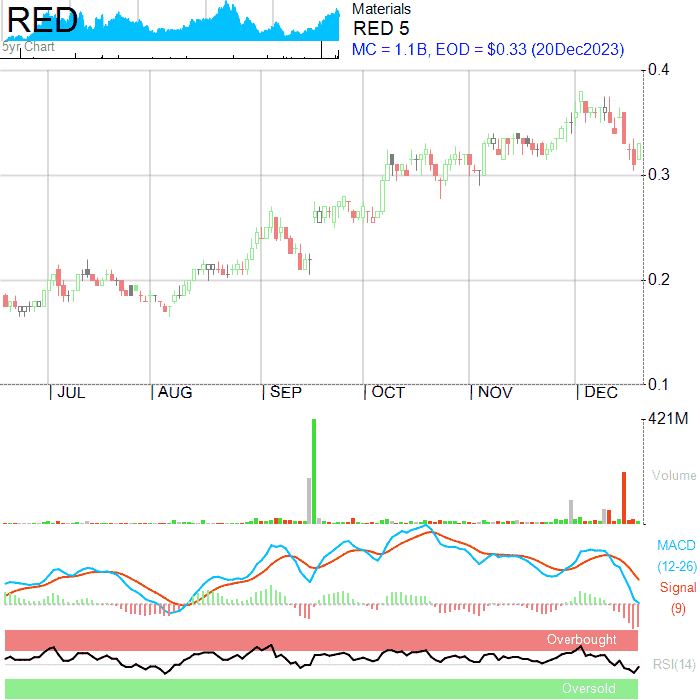 RED
5yr Chart
Materials
RED 5
MC = 1.1B, EOD = $0.33 (20Dec2023)
0.4
0.3
0.2
0.1
JUL AUG SEP OCT NOV DEC
421M
Volume
MACD
(12-26)
Signal
(9)
Overbought
RSI(14)
Oversold